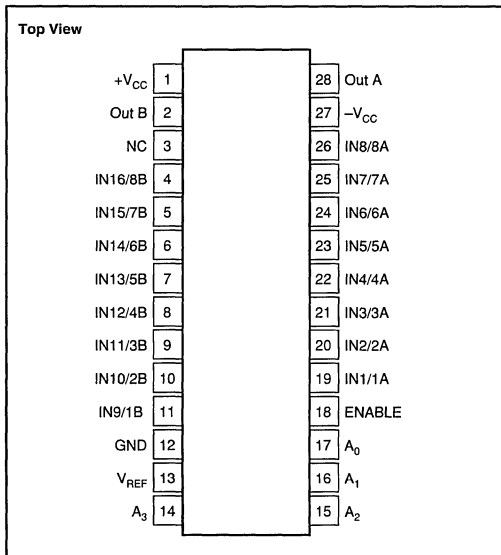 Top View
+VCC 1 28 Out A
Out B 2 27 –VCC
NC 3 26 IN8/8A
IN16/8B 4 25 IN7/7A
IN15/7B 5 24 IN6/6A
IN14/6B 6 23 IN5/5A
IN13/5B 7 22 IN4/4A
IN12/4B 8 21 IN3/3A
IN11/3B 9 20 IN2/2A
IN10/2B 10 19 IN1/1A
IN9/1B 11 18 ENABLE
GND 12 17 A0
VREF 13 16 A1
A3 14 15 A2